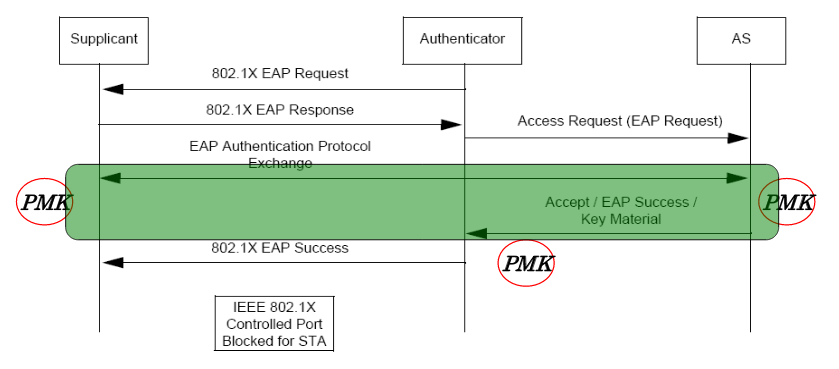 Supplicant
Authenticator
AS
802.1X EAP Request
802.1X EAP Response
Access Request (EAP Request)
EAP Authentication Protocol
Exchange
PMK
Accept / EAP Success /
Key Material
PMK
802.1X EAP Success
PMK
IEEE 802.1X
Controlled Port
Blocked for STA